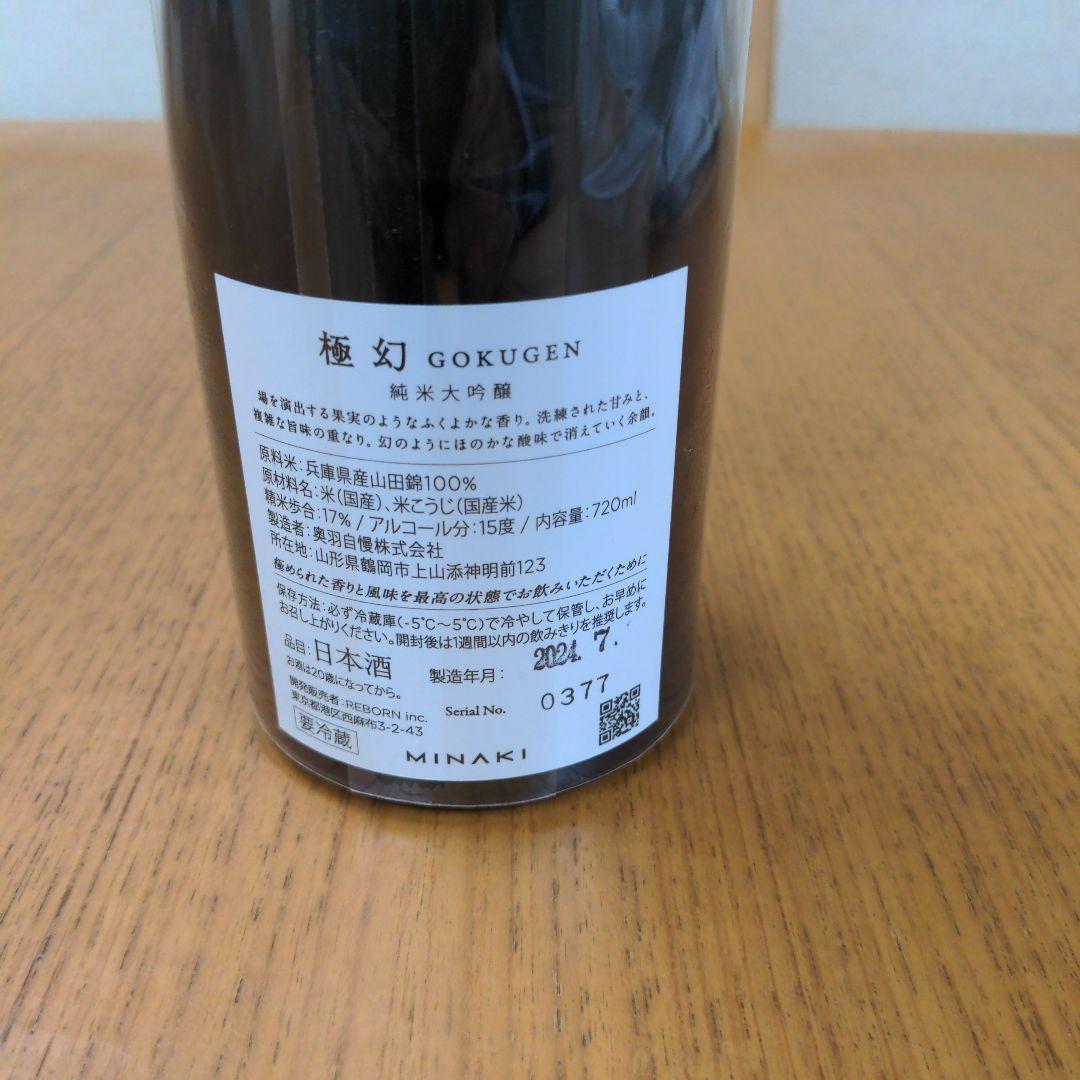 極幻 GOKUGEN
純米大吟醸
場を演出する果実のようなふくよかな香り。洗練された甘みと、
複雑な旨味の重なり。幻のようにほのかな酸味で消えていく余韻。
原料米：兵庫県産山田錦100%
原材料名：米（国産）、米こうじ（国産米）
精米歩合：17% / アルコール分：15度 / 内容量：720ml
製造者：奥羽自慢株式会社
所在地：山形県鶴岡市上山添神明前123
極められた香りと風味を最高の状態でお飲みいただくために
保存方法：必ず冷蔵庫（-5℃〜5℃）で冷やして保管し、お早めに
お召し上がりください。開封後は1週間以内の飲みきりを推奨します。
品目：日本酒 製造年月： 2024. 7.
お酒は20歳になってから。
開発販売者：REBORN inc. Serial No. 0377
東京都港区西麻布3-2-43
要冷蔵
MINAKI